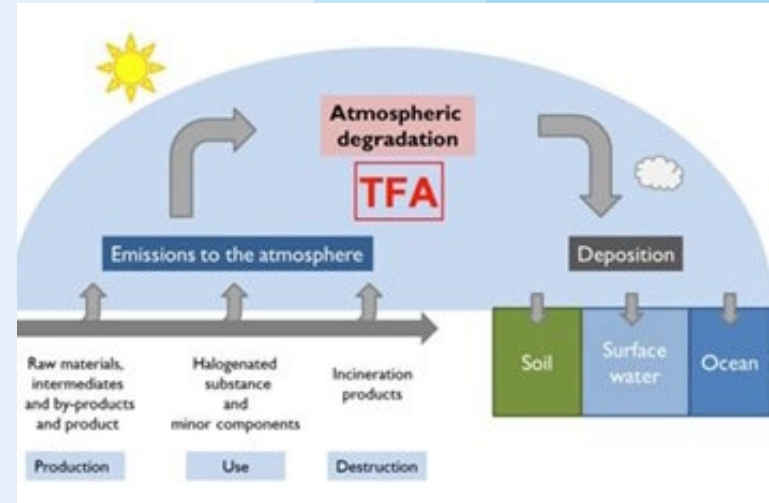 Atmospheric
degradation
TFA
Emissions to the atmosphere
Deposition
Raw materials,
intermediates
and by-products
and product
Halogenated
substance
and
minor components
Incineration
products
Soil
Surface
water
Ocean
Production
Use
Destruction